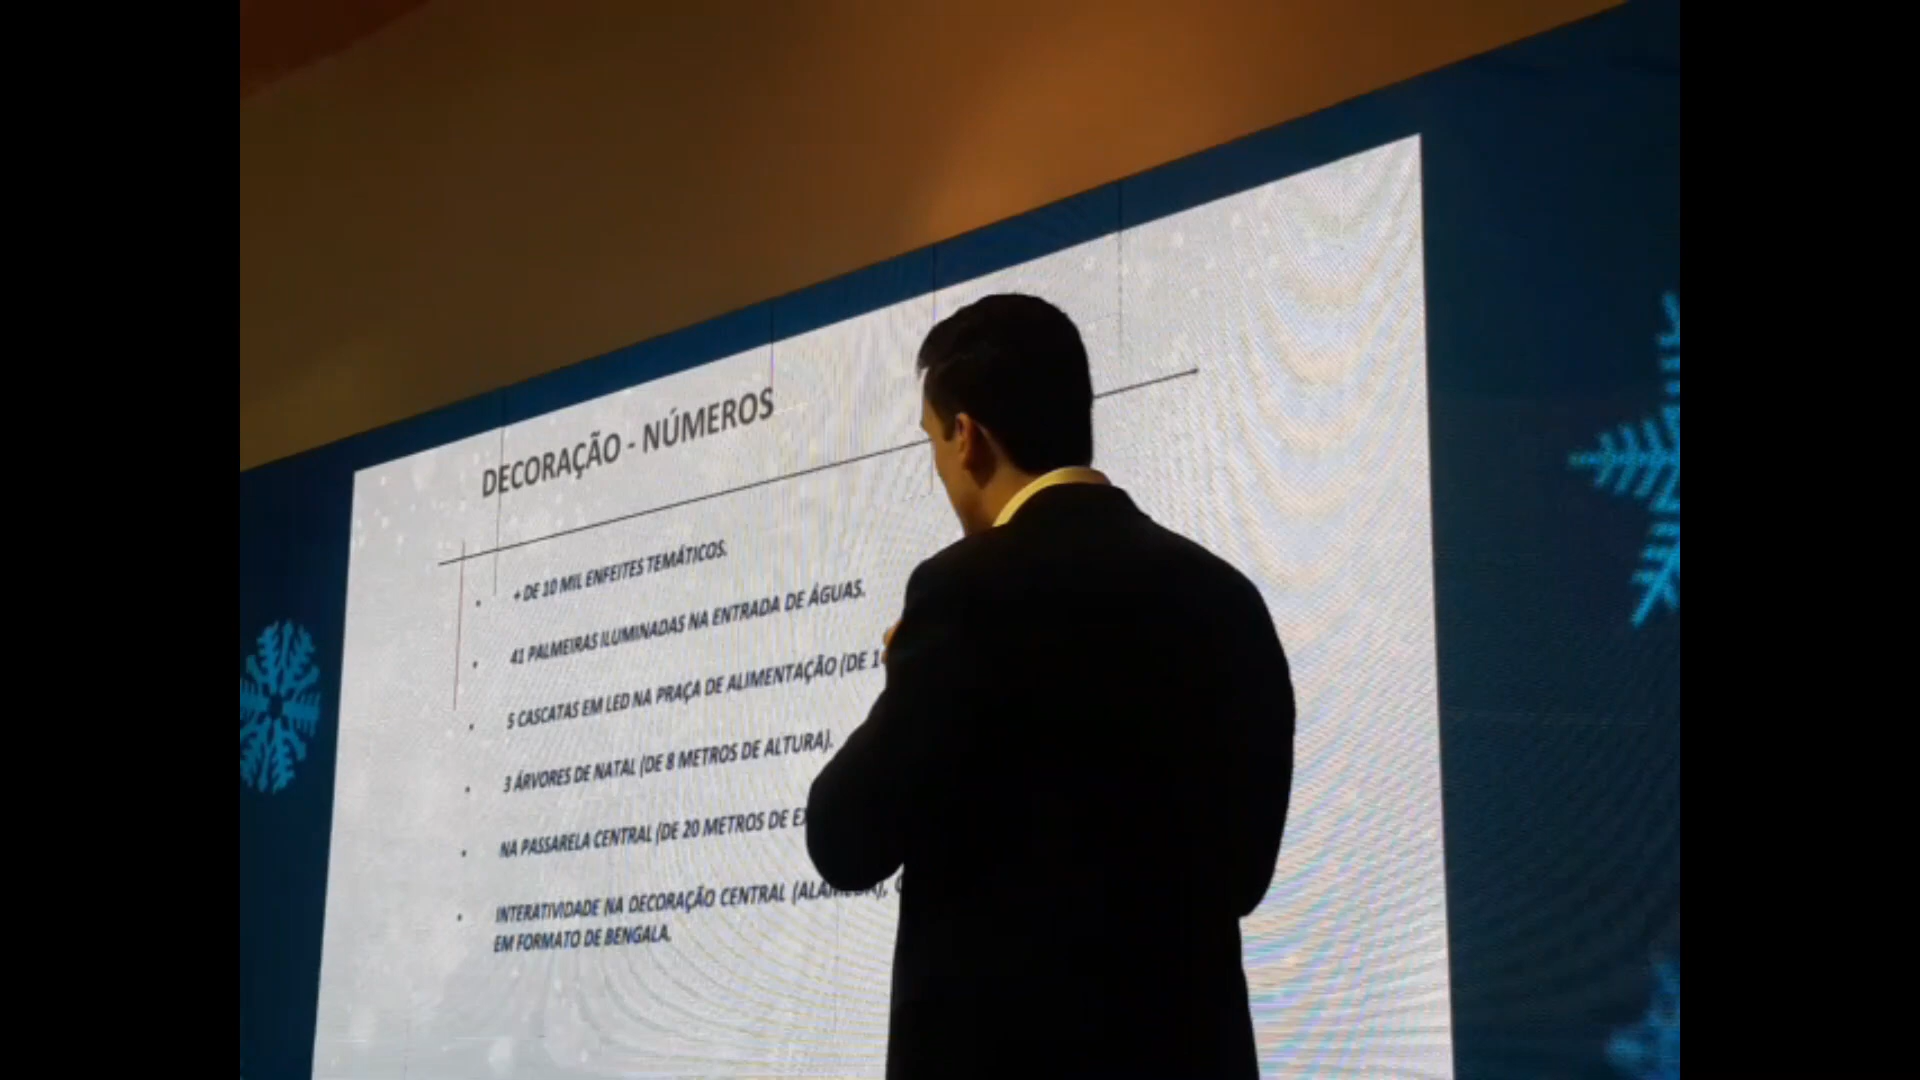 DECORAÇÃO - NÚMEROS
+ DE 10 MIL ENFEITES TEMÁTICOS.
41 PALMEIRAS ILUMINADAS NA ENTRADA DE ÁGUAS.
5 CASCATAS EM LED NA PRAÇA DE ALIMENTAÇÃO (DE
3 ÁRVORES DE NATAL (DE 8 METROS DE ALTURA).
NA PASSARELA CENTRAL (DE 20 METROS DE
INTERATIVIDADE NA DECORAÇÃO CENTRAL (ALAMEDA),
EM FORMATO DE BENGALA.